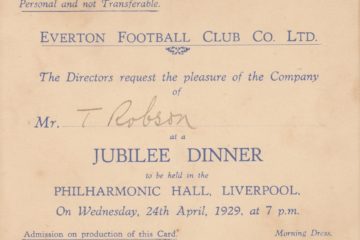 Personal and not Transferable.
EVERTON FOOTBALL CLUB CO. LTD.
The Directors request the pleasure of the Company
of
Mr. T Robson
at a
JUBILEE DINNER
to be held in the
PHILHARMONIC HALL, LIVERPOOL.
On Wednesday, 24th April, 1929, at 7 p.m.
Admission on production of this Card. Morning Dress.